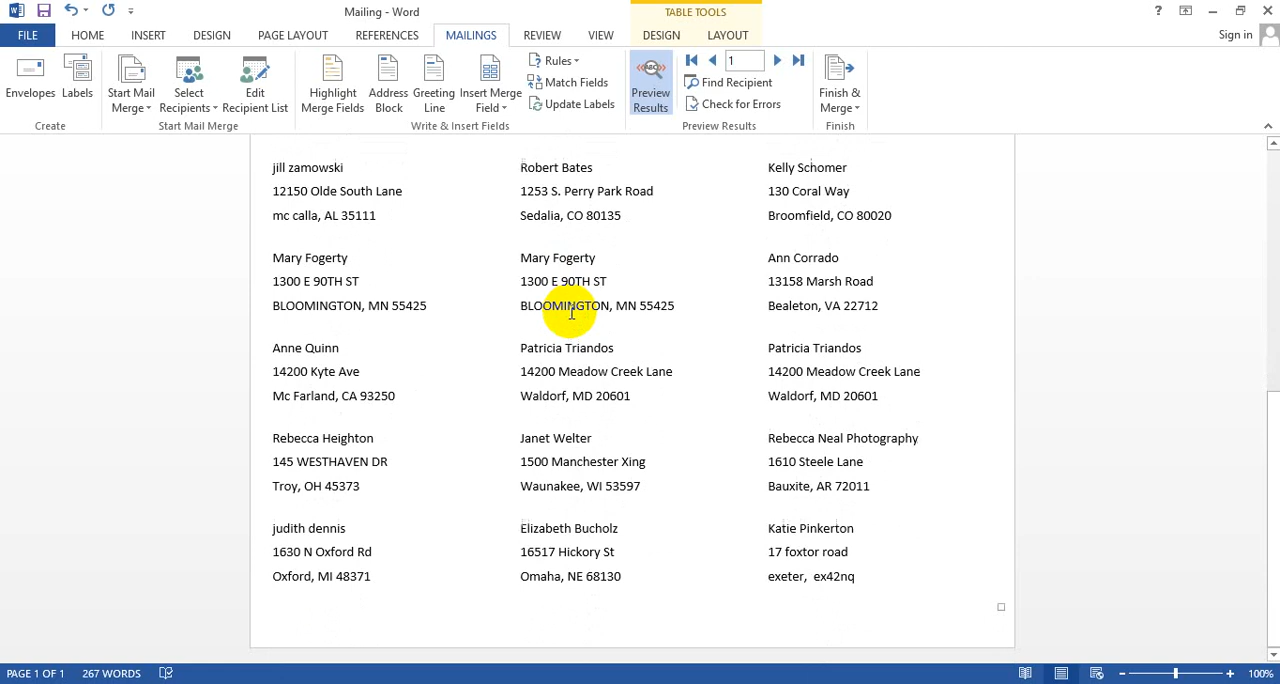 Mailing - Word
TABLE TOOLS
?
Sign in
FILE
HOME
INSERT
DESIGN
PAGE LAYOUT
REFERENCES
MAILINGS
REVIEW
VIEW
DESIGN
LAYOUT
Envelopes
Labels
Start Mail Merge
Select Recipients
Edit Recipient List
Highlight Merge Fields
Address Block
Greeting Line
Insert Merge Field
Rules
Match Fields
Update Labels
ABC
Preview Results
1
Find Recipient
Check for Errors
Finish & Merge
Create
Start Mail Merge
Write & Insert Fields
Preview Results
Finish
jill zamowski
12150 Olde South Lane
mc calla, AL 35111
Robert Bates
1253 S. Perry Park Road
Sedalia, CO 80135
Kelly Schomer
130 Coral Way
Broomfield, CO 80020
Mary Fogerty
1300 E 90TH ST
BLOOMINGTON, MN 55425
Mary Fogerty
1300 E 90TH ST
BLOOMINGTON, MN 55425
Ann Corrado
13158 Marsh Road
Bealeton, VA 22712
Anne Quinn
14200 Kyte Ave
Mc Farland, CA 93250
Patricia Triandos
14200 Meadow Creek Lane
Waldorf, MD 20601
Patricia Triandos
14200 Meadow Creek Lane
Waldorf, MD 20601
Rebecca Heighton
145 WESTHAVEN DR
Troy, OH 45373
Janet Welter
1500 Manchester Xing
Waunakee, WI 53597
Rebecca Neal Photography
1610 Steele Lane
Bauxite, AR 72011
judith dennis
1630 N Oxford Rd
Oxford, MI 48371
Elizabeth Bucholz
16517 Hickory St
Omaha, NE 68130
Katie Pinkerton
17 foxtor road
exeter,  ex42nq
PAGE 1 OF 1
267 WORDS
100%